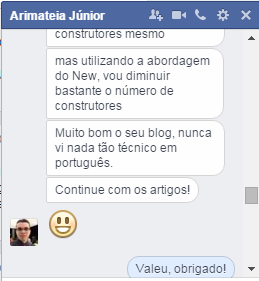 Arimateia Júnior
construtores mesmo
mas utilizando a abordagem
do New, vou diminuir
bastante o número de
construtores
Muito bom o seu blog, nunca
vi nada tão técnico em
português.
Continue com os artigos!
Valeu, obrigado!